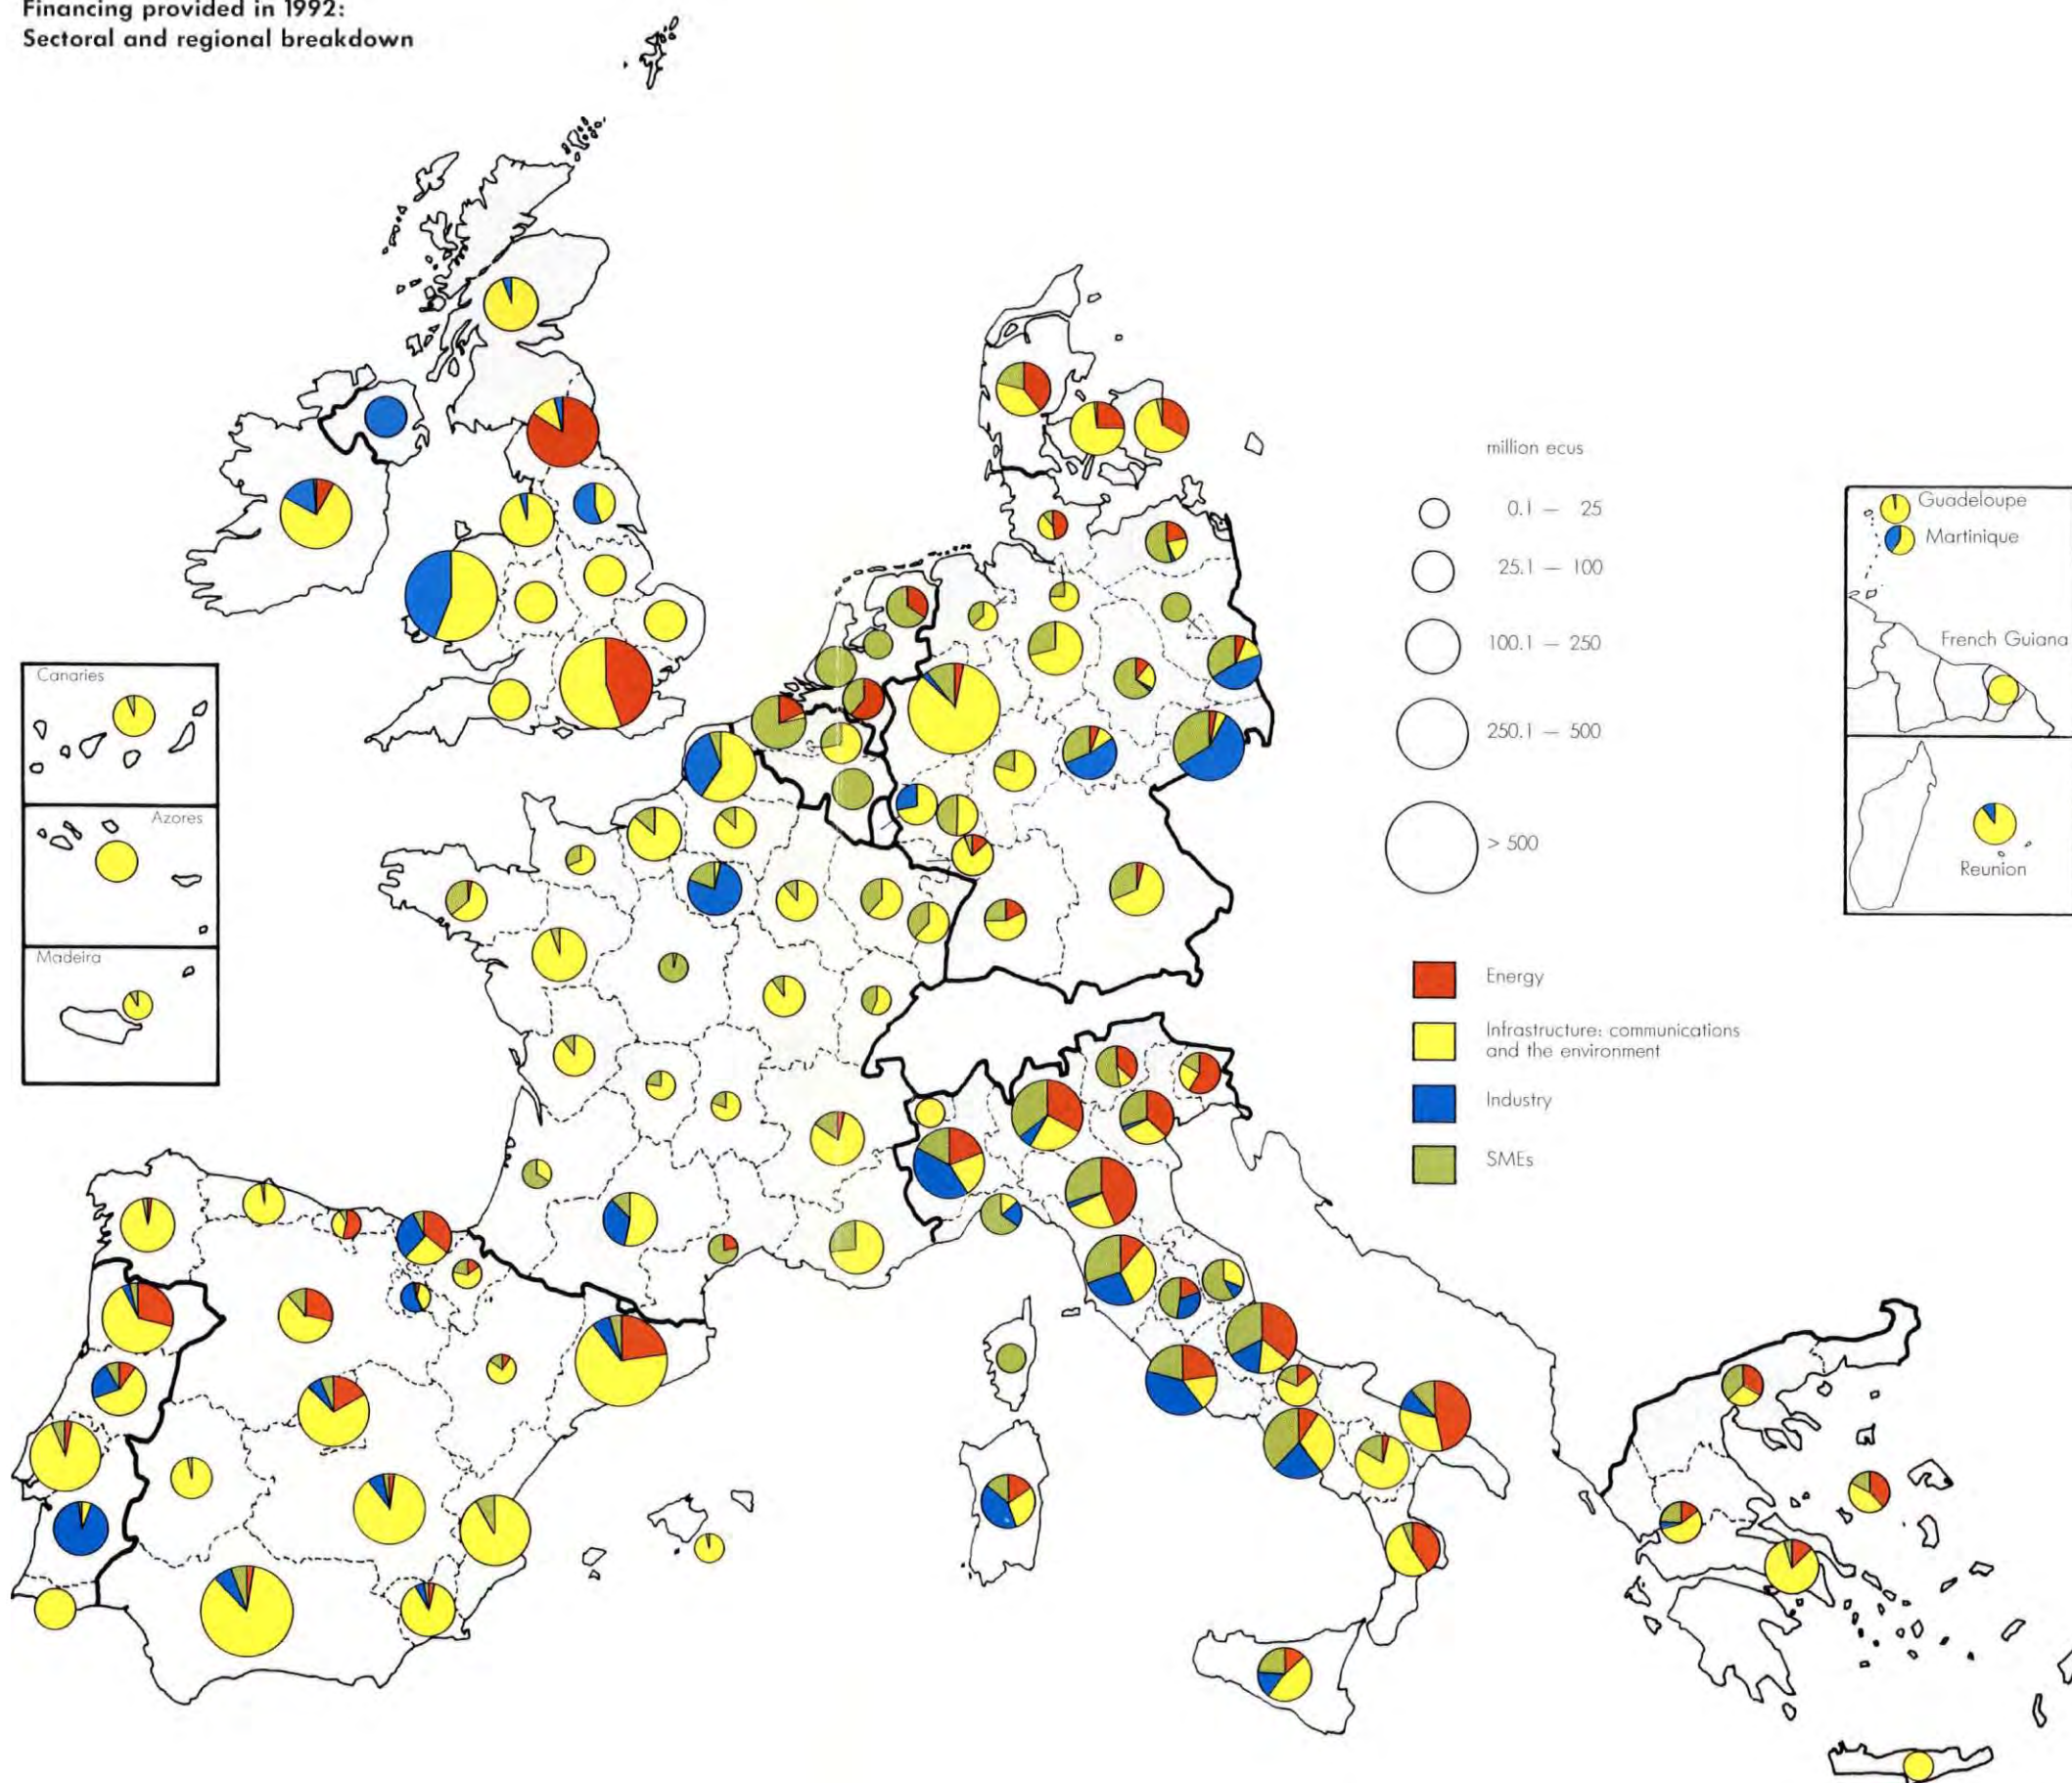 Financing provided in 1992:
Sectoral and regional breakdown
million ecus
0.1 — 25
25.1 — 100
100.1 — 250
250.1 — 500
> 500
Energy
Infrastructure: communications
and the environment
Industry
SMEs
Canaries
Azores
Madeira
Guadeloupe
Martinique
French Guiana
Reunion